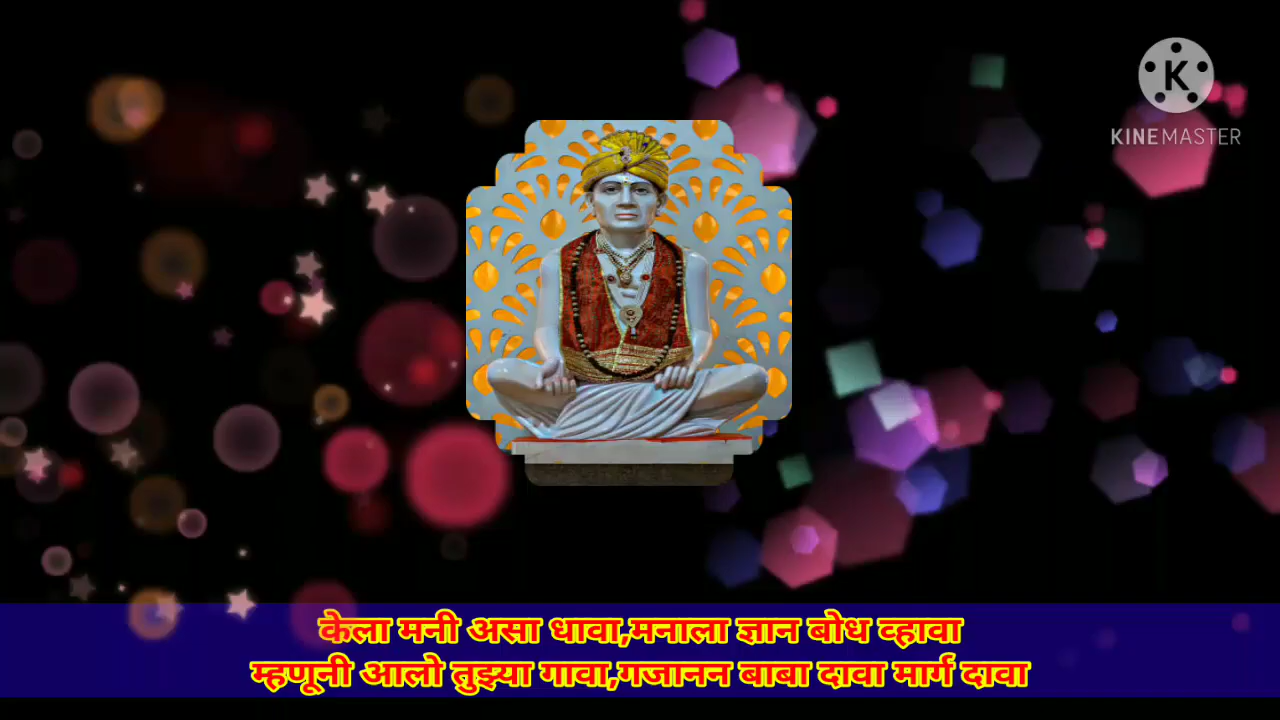 K
KINEMASTER
केला मनी असा धावा,मनाला ज्ञान बोध व्हावा
म्हणूनी आलो तुझ्या गावा,गजानन बाबा दावा मार्ग दावा